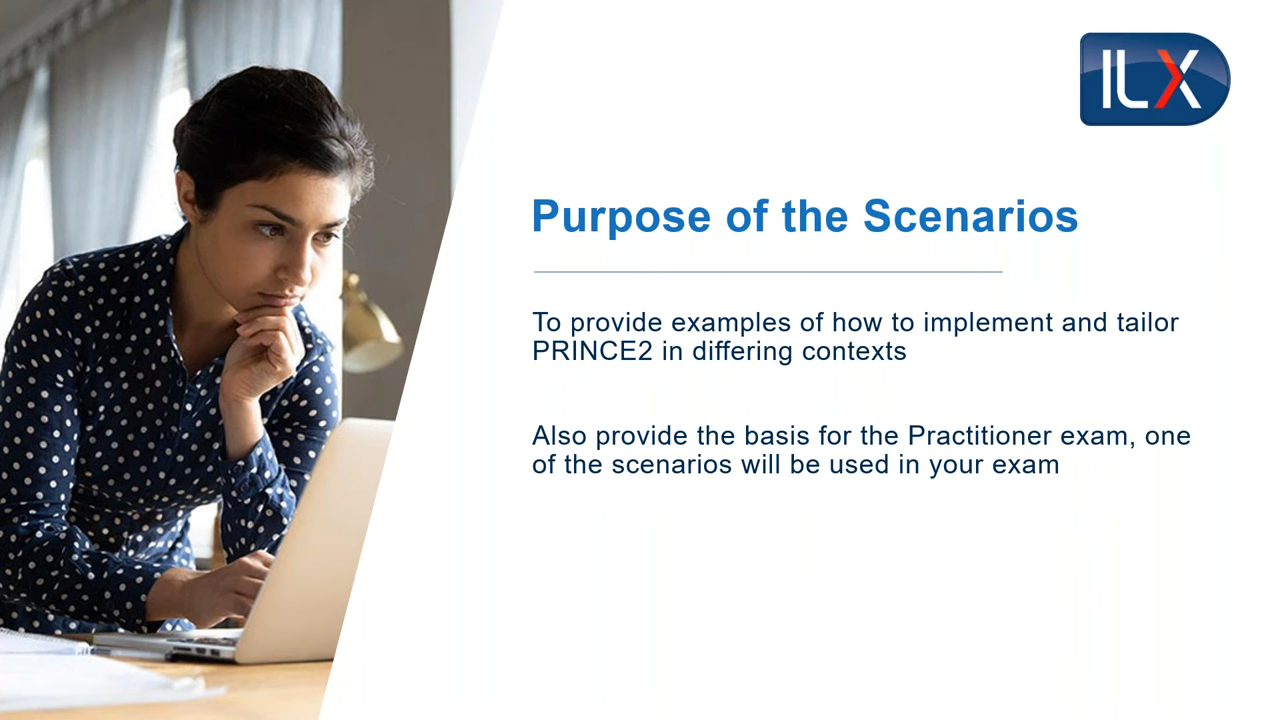 ILX
Purpose of the Scenarios
To provide examples of how to implement and tailor
PRINCE2 in differing contexts
Also provide the basis for the Practitioner exam, one
of the scenarios will be used in your exam